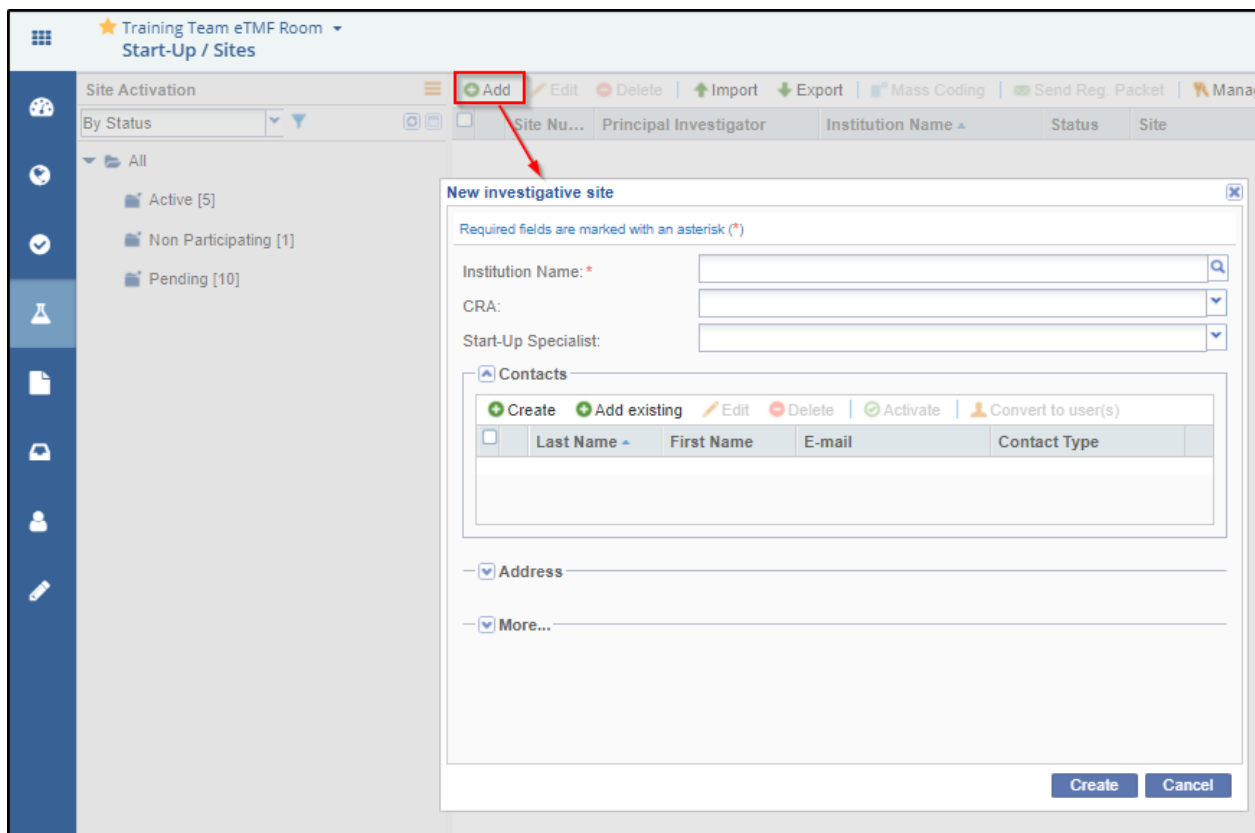 Training Team eTMF Room
Start-Up / Sites
Site Activation
Add Edit Delete Import Export Mass Coding Send Reg. Packet Manag
By Status
Site Nu... Principal Investigator Institution Name Status Site
All
Active [5]
Non Participating [1]
Pending [10]
New investigative site
Required fields are marked with an asterisk (*)
Institution Name: *
CRA:
Start-Up Specialist:
Contacts
Create Add existing Edit Delete Activate Convert to user(s)
Last Name First Name E-mail Contact Type
Address
More...
Create Cancel